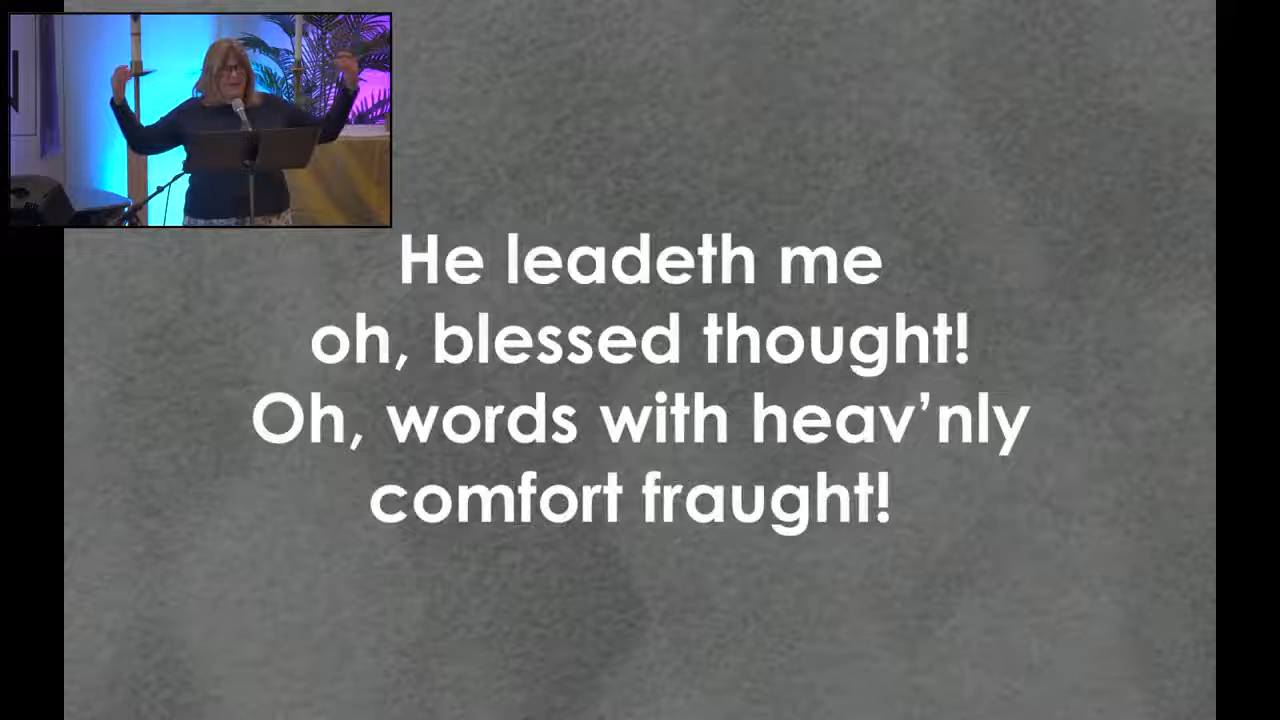 He leadeth me
oh, blessed thought!
Oh, words with heav’nly
comfort fraught!